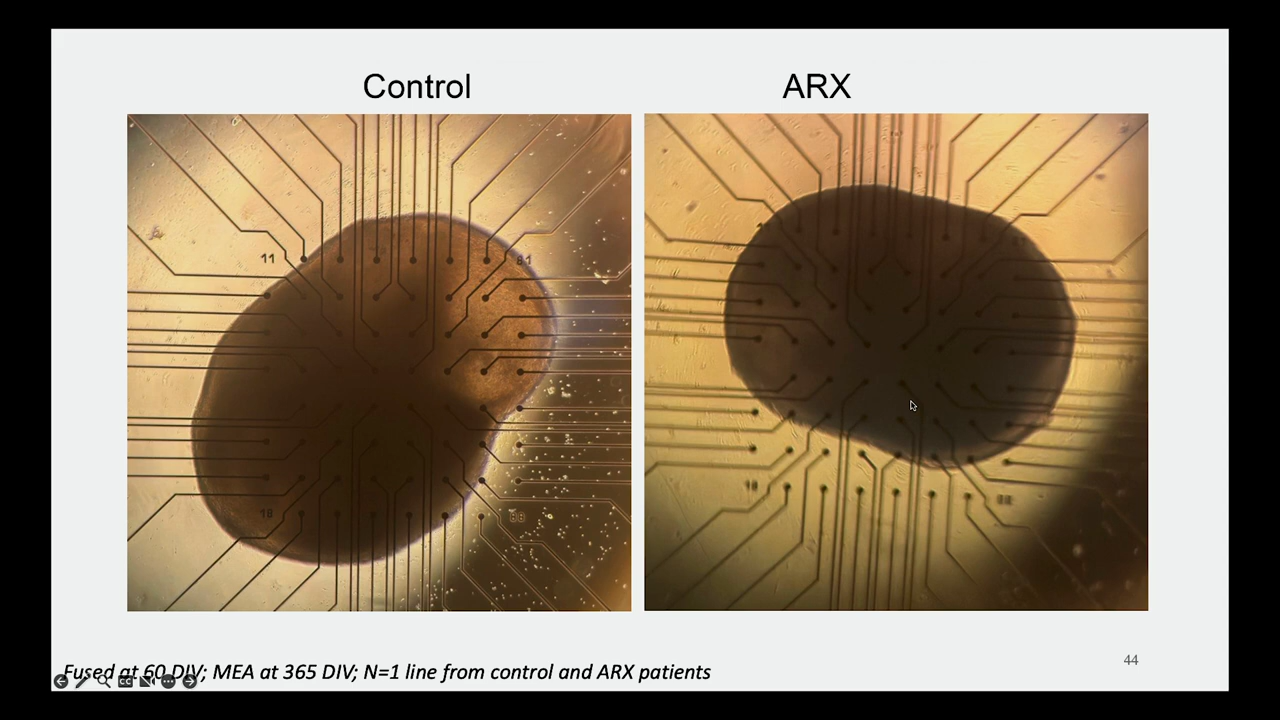 Control
ARX
11
81
18
88
18
88
Fused at 60 DIV; MEA at 365 DIV; N=1 line from control and ARX patients
44
CC